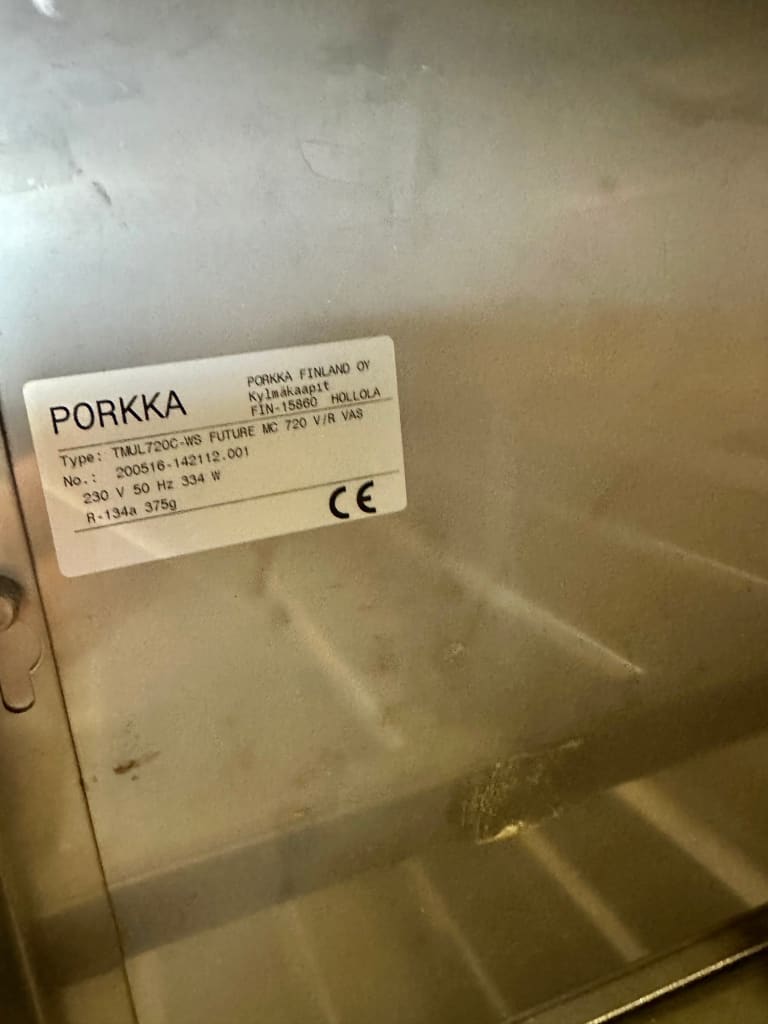 PORKKA
PORKKA FINLAND OY
Kylmäkaapit
FIN-15860 HOLLOLA
Type: TMUL720C-WS FUTURE MC 720 V/R VAS
No.: 200516-142112.001
230 V 50 Hz 334 W
R-134a 375g
CE